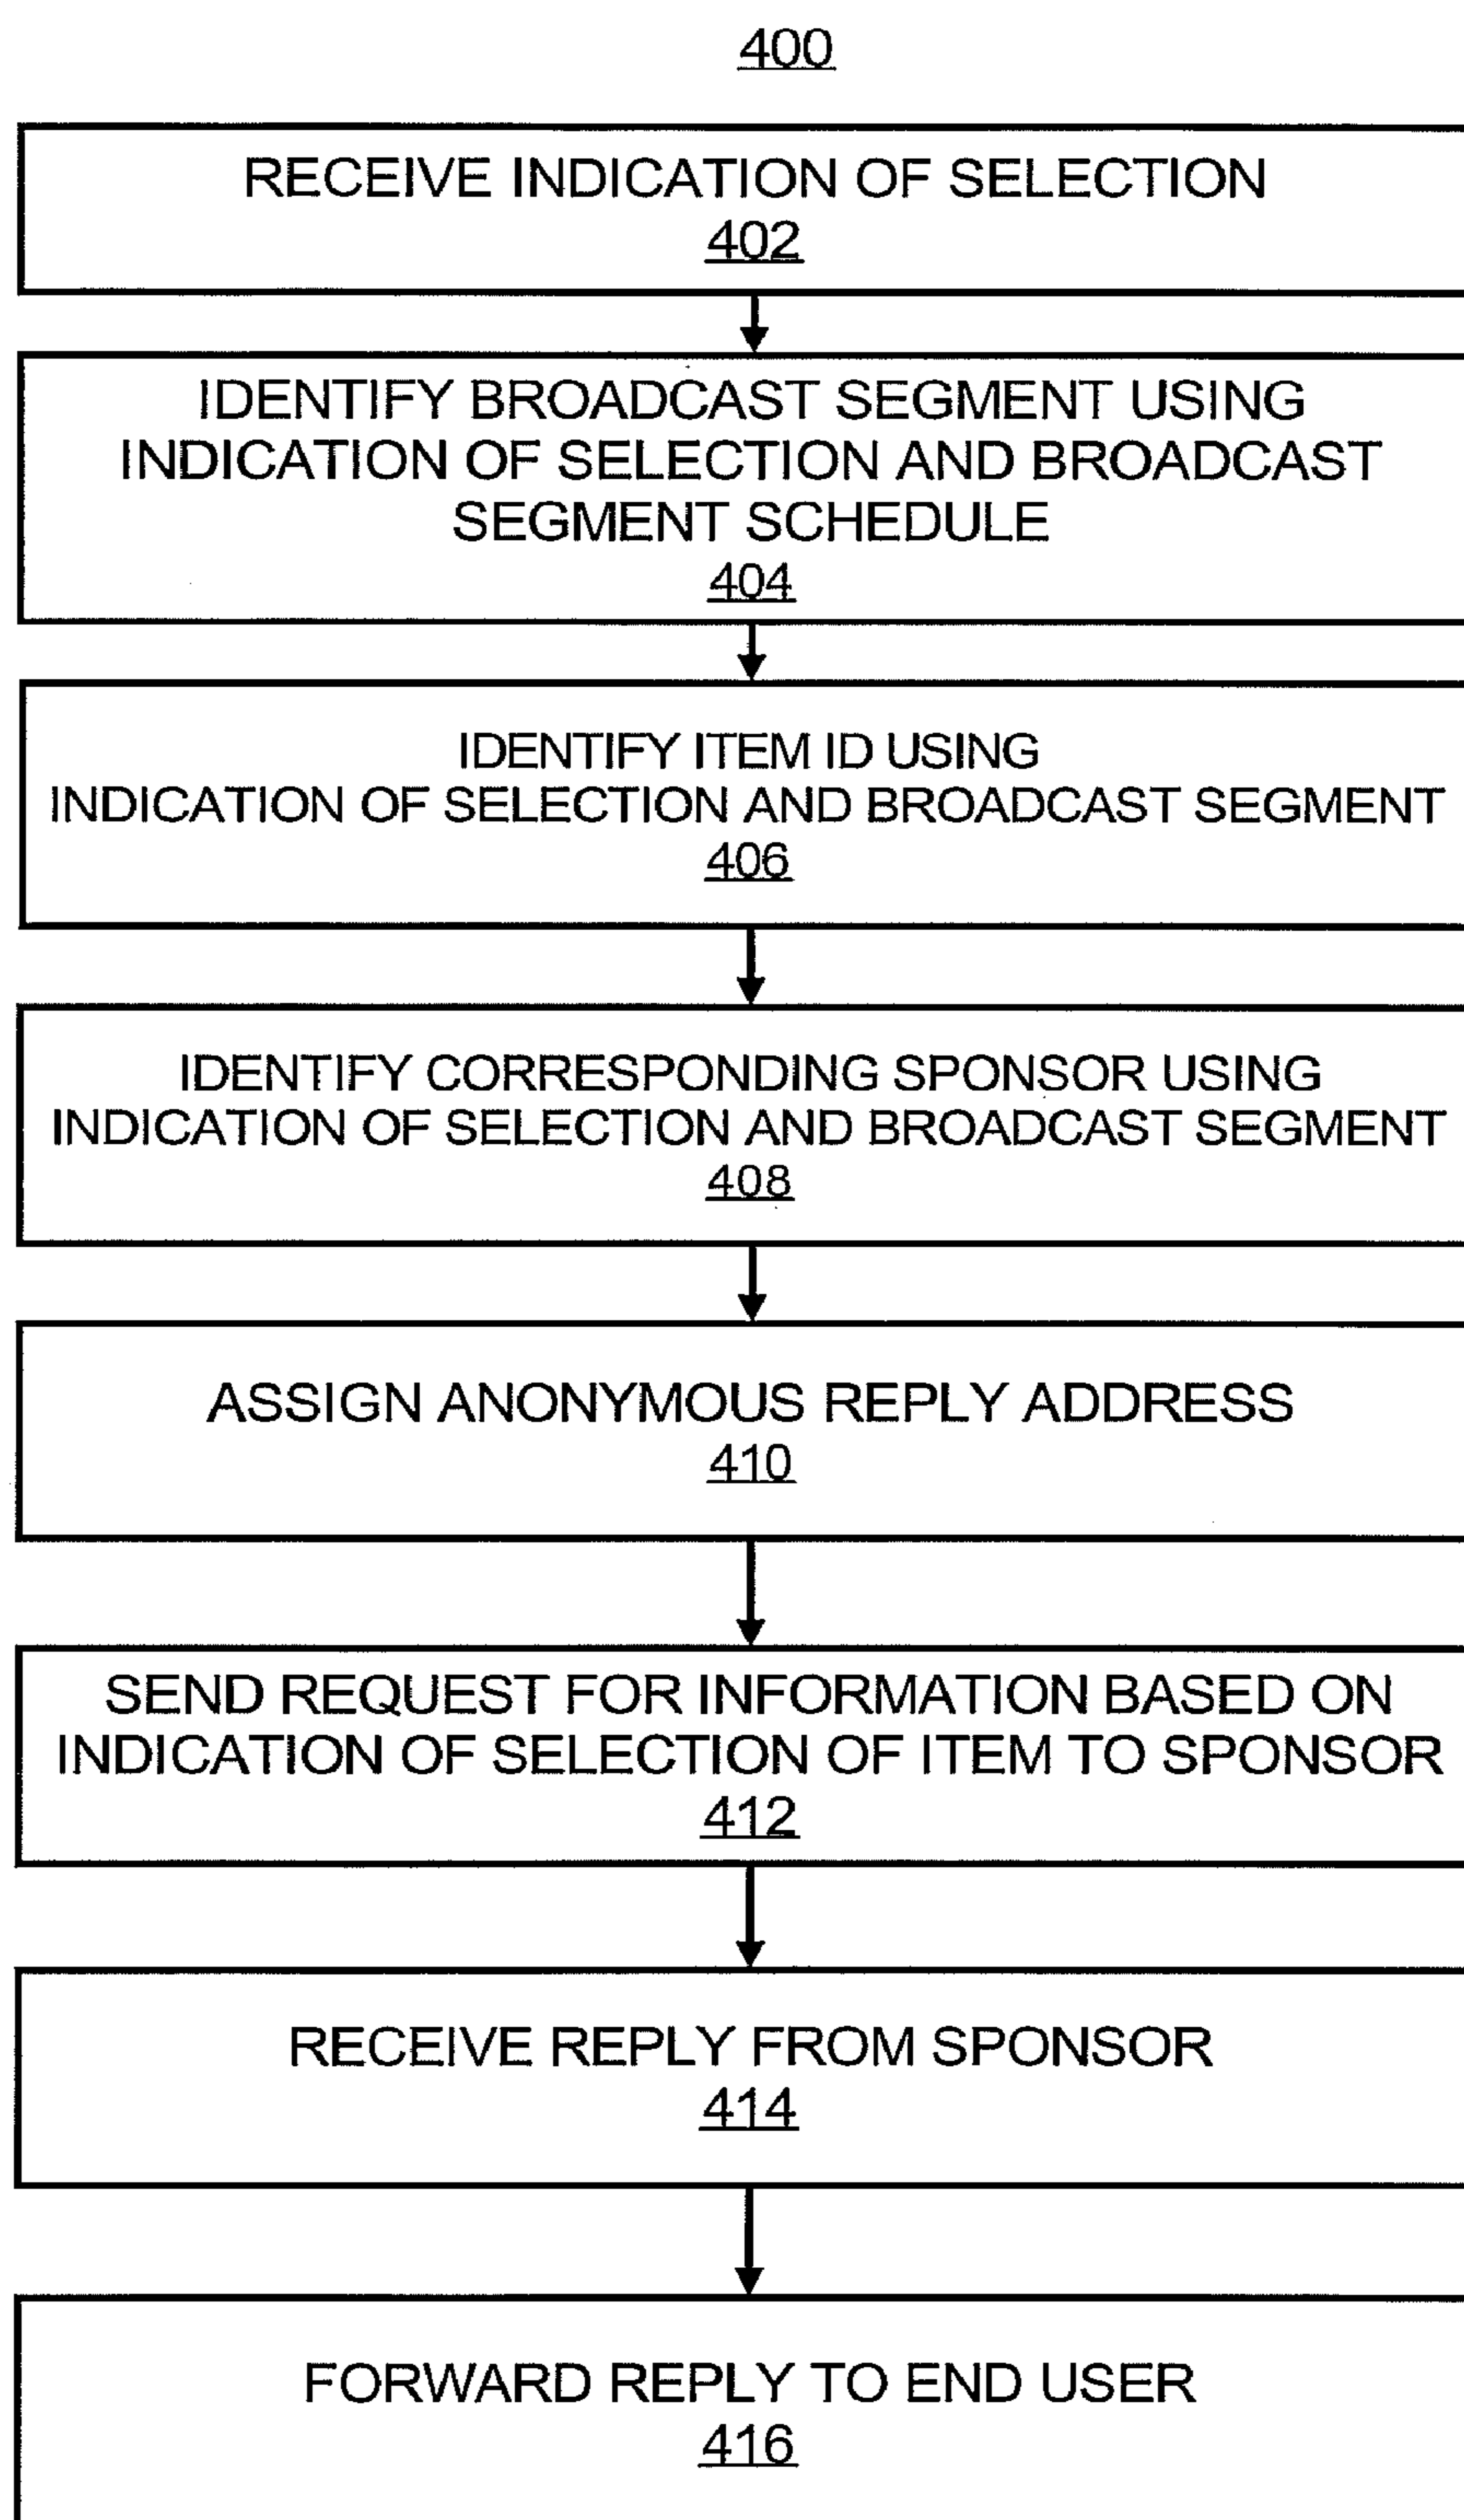 400
RECEIVE INDICATION OF SELECTION
402
IDENTIFY BROADCAST SEGMENT USING
INDICATION OF SELECTION AND BROADCAST
SEGMENT SCHEDULE
404
IDENTIFY ITEM ID USING
INDICATION OF SELECTION AND BROADCAST SEGMENT
406
IDENTIFY CORRESPONDING SPONSOR USING
INDICATION OF SELECTION AND BROADCAST SEGMENT
408
ASSIGN ANONYMOUS REPLY ADDRESS
410
SEND REQUEST FOR INFORMATION BASED ON
INDICATION OF SELECTION OF ITEM TO SPONSOR
412
RECEIVE REPLY FROM SPONSOR
414
FORWARD REPLY TO END USER
416